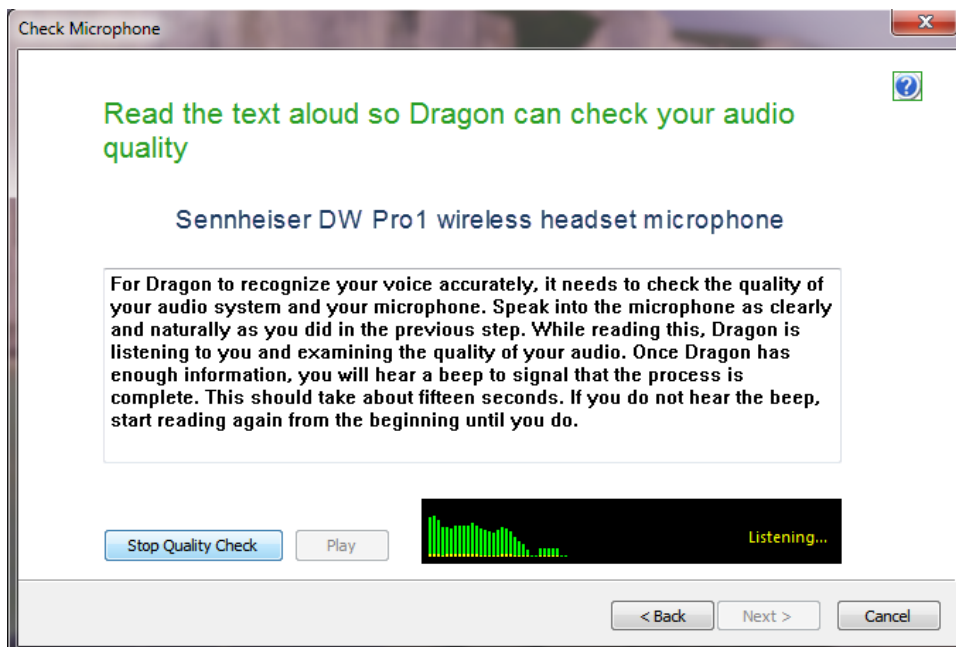 Check Microphone
Read the text aloud so Dragon can check your audio
quality
Sennheiser DW Pro1 wireless headset microphone
For Dragon to recognize your voice accurately, it needs to check the quality of
your audio system and your microphone. Speak into the microphone as clearly
and naturally as you did in the previous step. While reading this, Dragon is
listening to you and examining the quality of your audio. Once Dragon has
enough information, you will hear a beep to signal that the process is
complete. This should take about fifteen seconds. If you do not hear the beep,
start reading again from the beginning until you do.
Stop Quality Check
Play
Listening...
< Back
Next >
Cancel